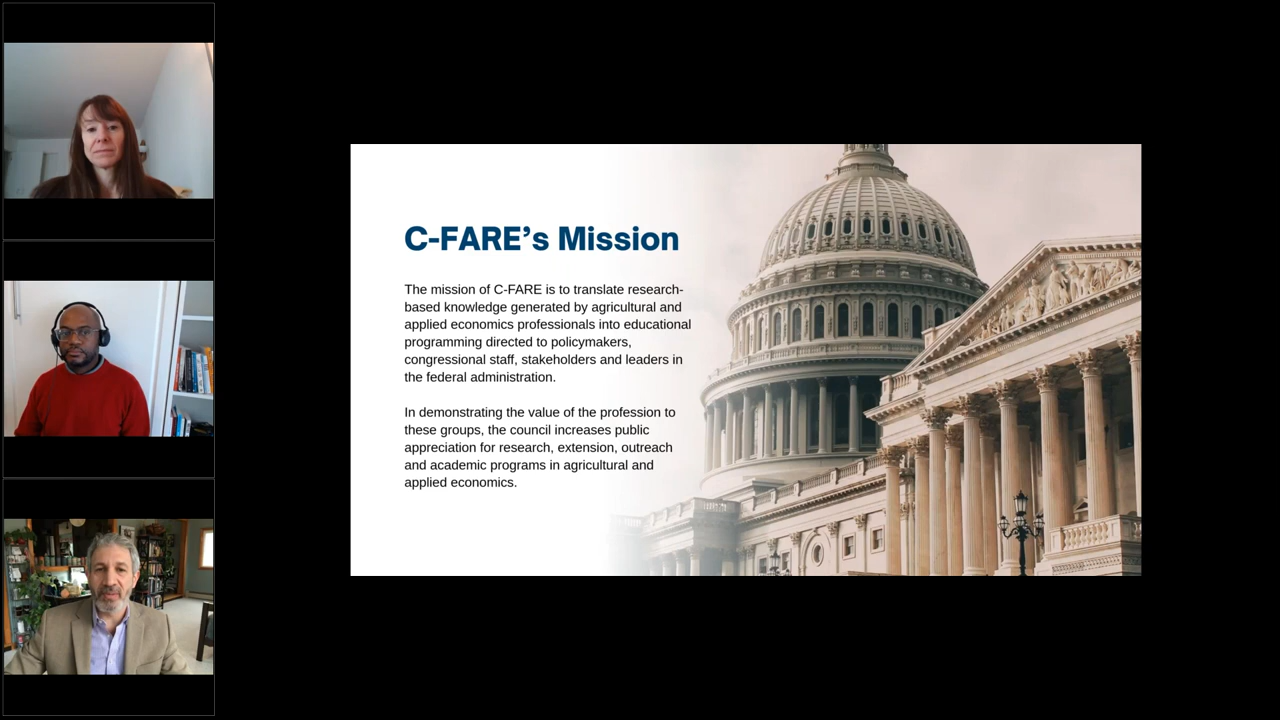 C-FARE’s Mission
The mission of C-FARE is to translate research-
based knowledge generated by agricultural and
applied economics professionals into educational
programming directed to policymakers,
congressional staff, stakeholders and leaders in
the federal administration.
In demonstrating the value of the profession to
these groups, the council increases public
appreciation for research, extension, outreach
and academic programs in agricultural and
applied economics.